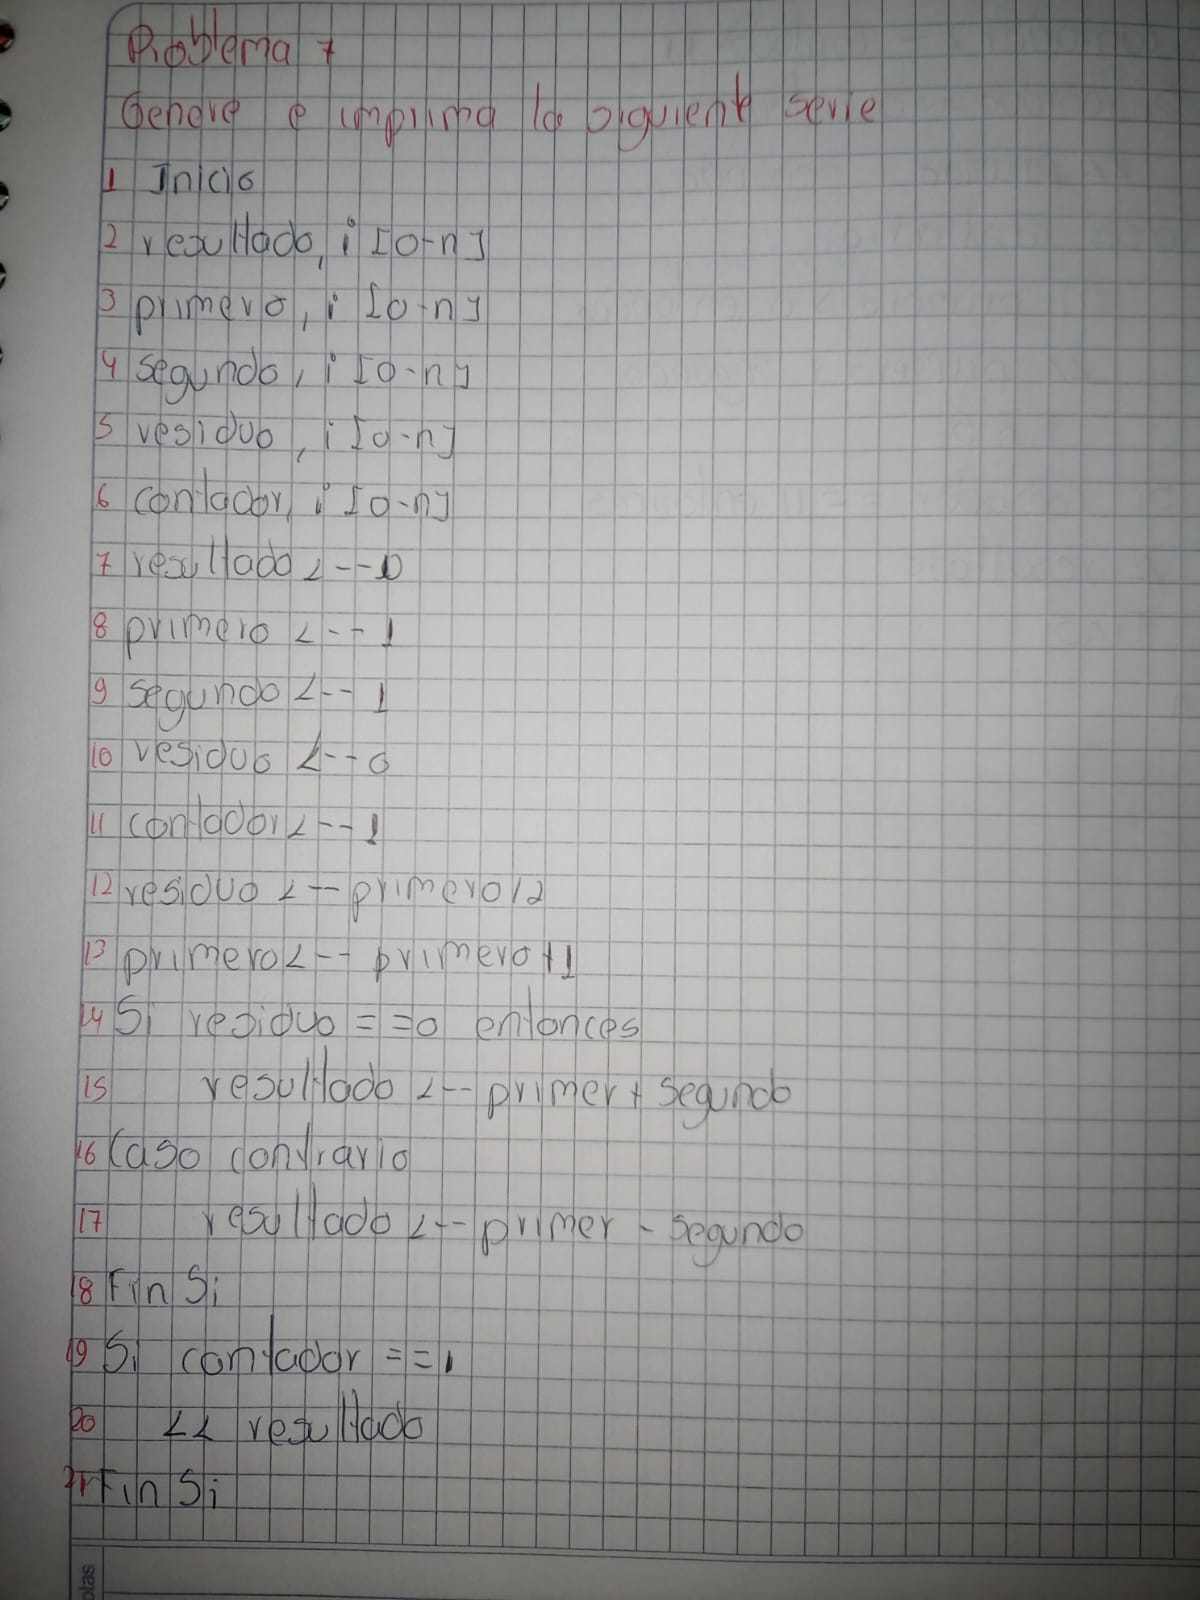 Problema 7
Genere e imprima la siguiente serie
1 Inicio
2 resultado, i [0-n]
3 primero, i [0-n]
4 segundo, i [0-n]
5 residuo, i [0-n]
6 contador, i [0-n]
7 resultado <--0
8 primero <-- 1
9 segundo <-- 1
10 residuo <--0
11 contador <-- 1
12 residuo <-- primero/2
13 primero <-- primero+1
14 Si residuo ==0 entonces
15 resultado <-- primer + segundo
16 Caso contrario
17 resultado <-- primer - segundo
18 Fin Si
19 Si contador ==1
20 << resultado
21 Fin Si
otas